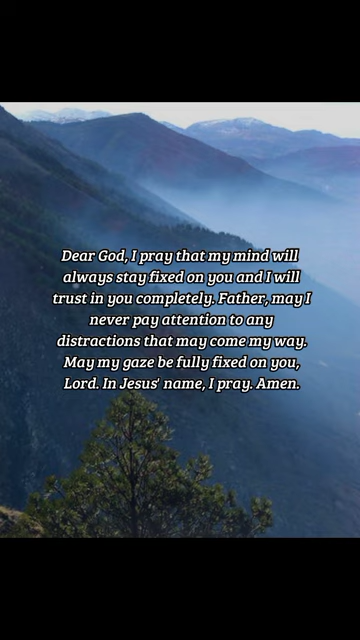 Dear God, I pray that my mind will
always stay fixed on you and I will
trust in you completely. Father, may I
never pay attention to any
distractions that may come my way.
May my gaze be fully fixed on you,
Lord. In Jesus' name, I pray. Amen.